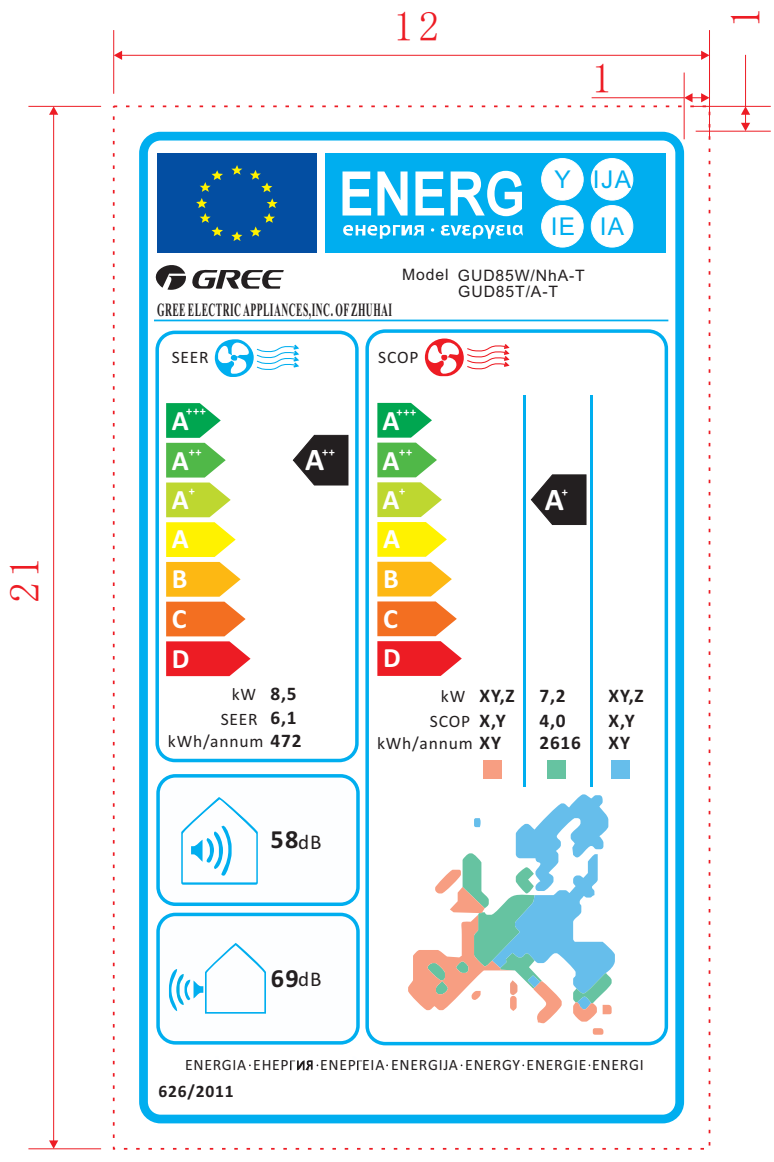 12
1
1
21
ENERG
енергия · ενεργεια
Y IJA
IE IA
GREE
Model GUD85W/NhA-T
GUD85T/A-T
GREE ELECTRIC APPLIANCES,INC. OF ZHUHAI
SEER
A+++
A++
A+
A
B
C
D
A++
kW 8,5
SEER 6,1
kWh/annum 472
SCOP
A+++
A++
A+
A
B
C
D
A+
kW XY,Z 7,2 XY,Z
SCOP X,Y 4,0 X,Y
kWh/annum XY 2616 XY
58dB
69dB
ENERGIA·ЕНЕРГИЯ·ΕΝΕΡΓΕΙΑ·ENERGIJA·ENERGY·ENERGIE·ENERGI
626/2011